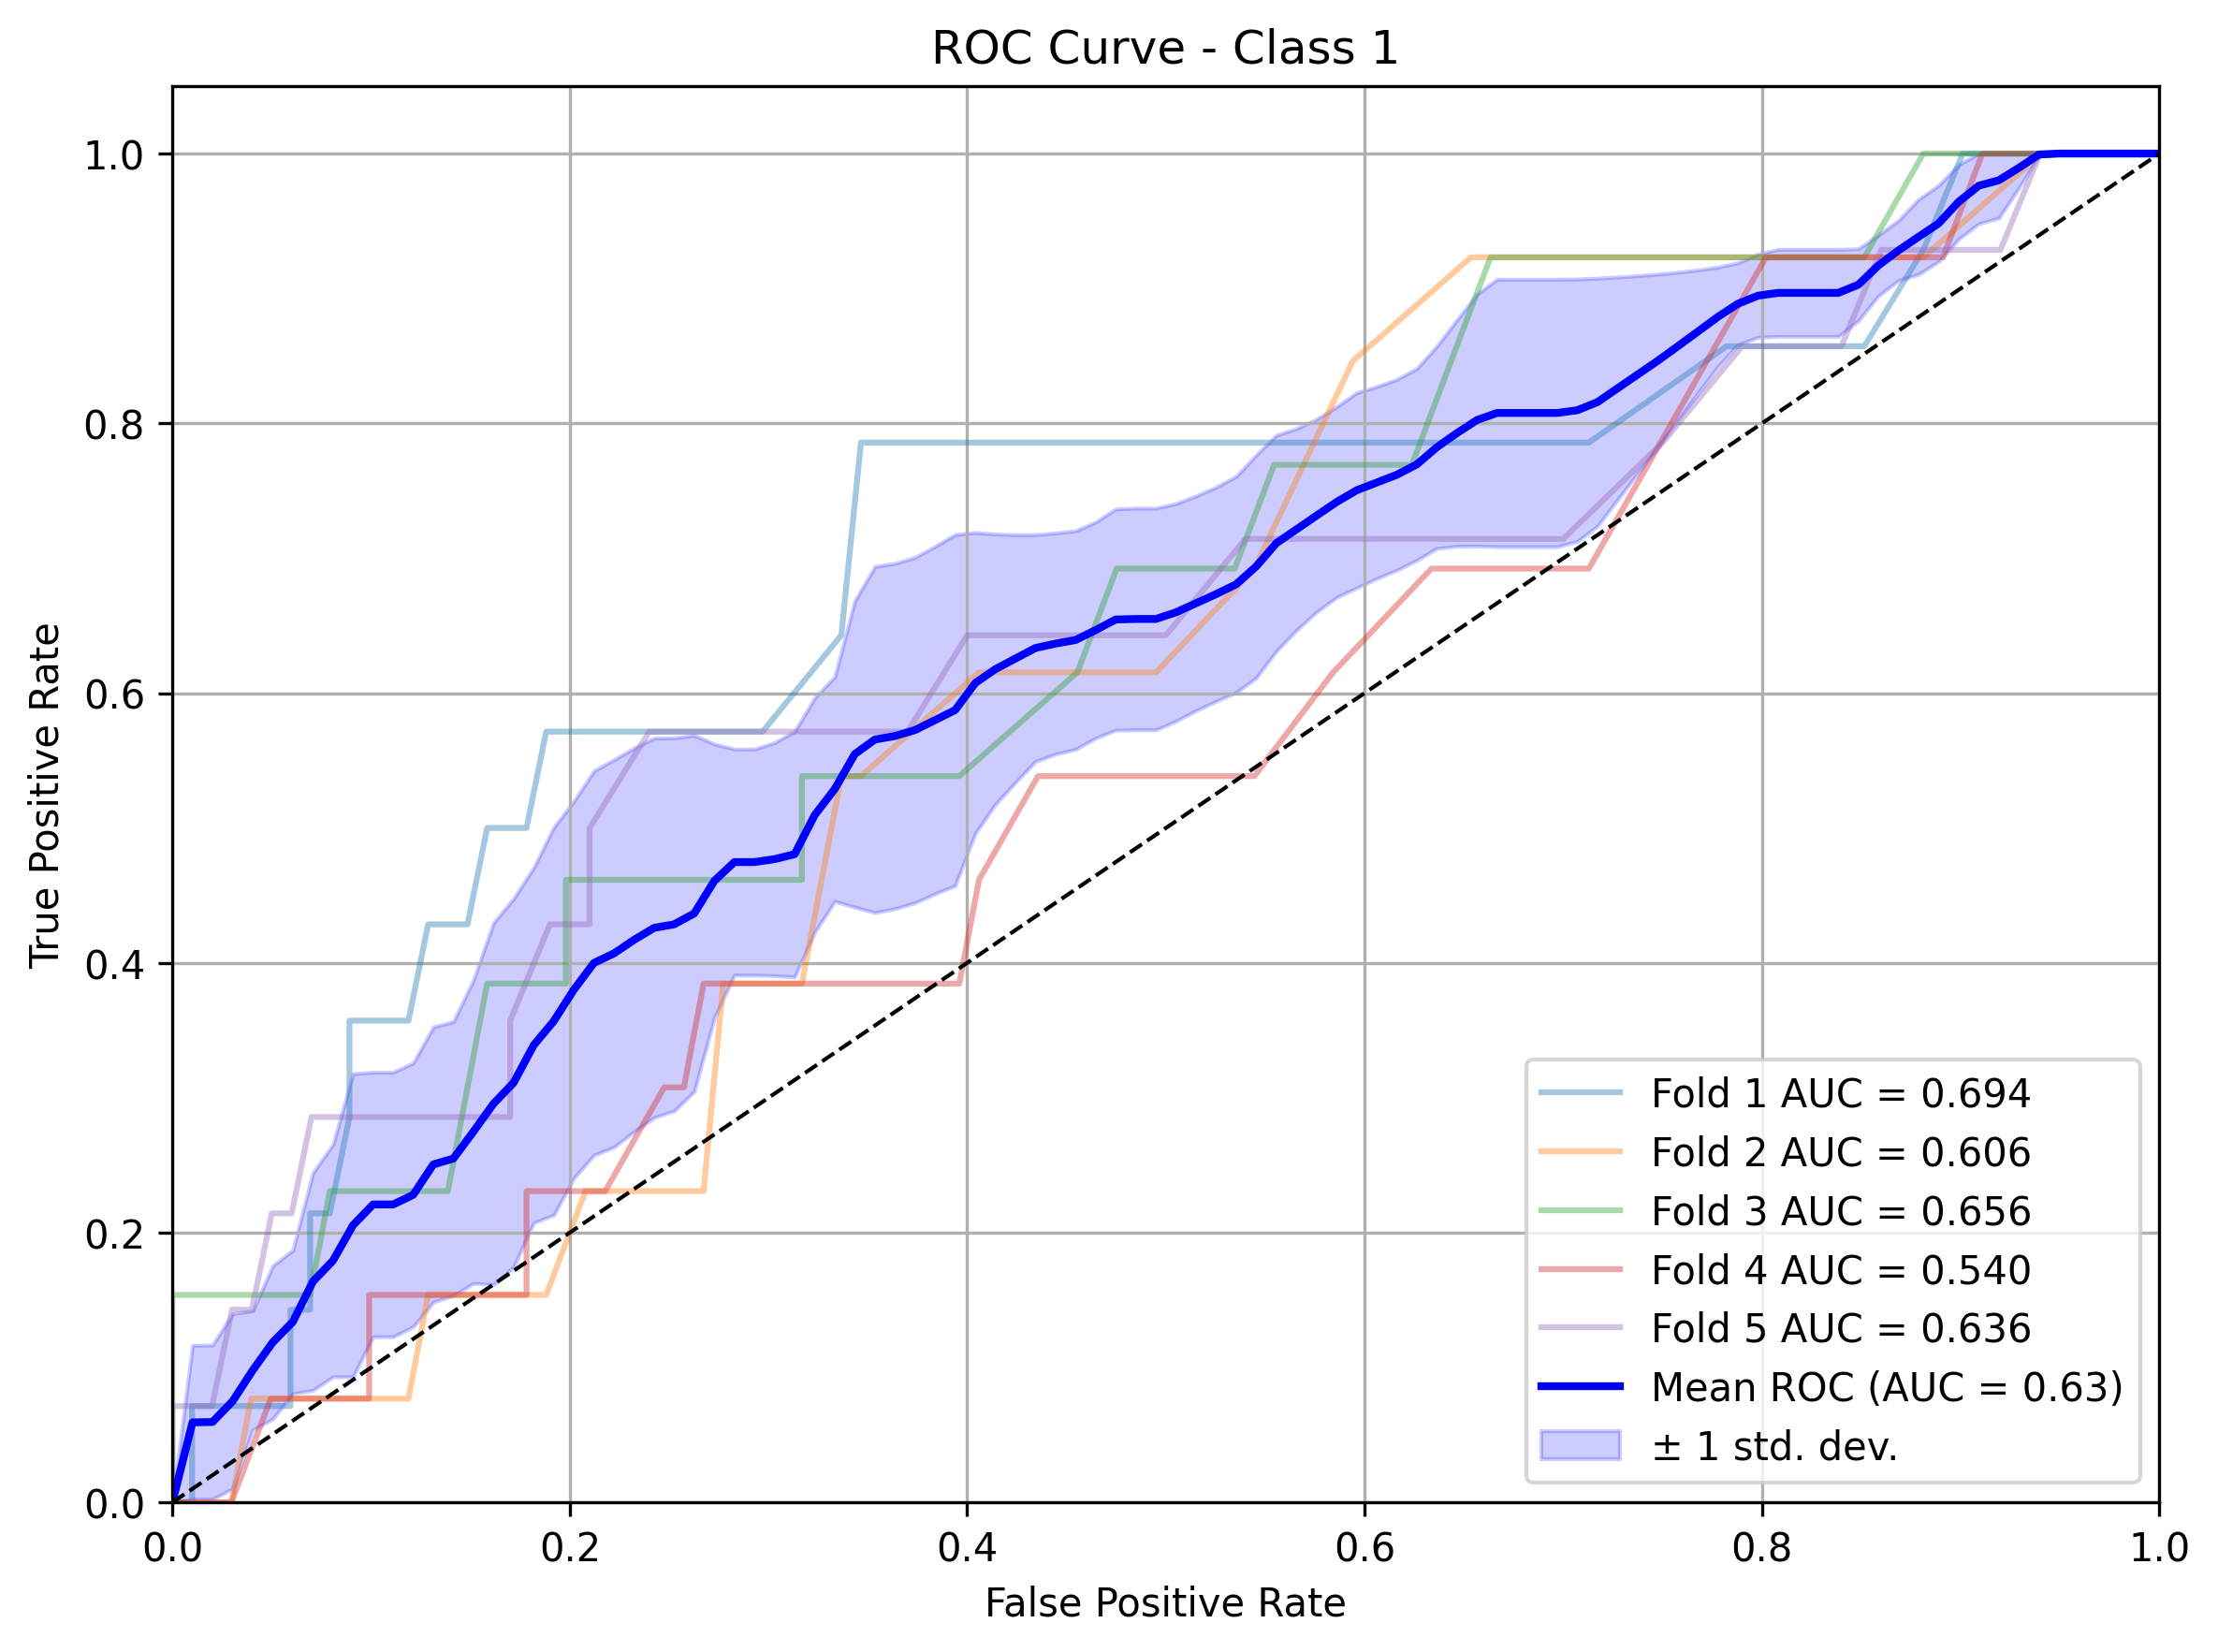 ROC Curve - Class 1
True Positive Rate
1.0
0.8
0.6
0.4
0.2
0.0
Fold 1 AUC = 0.694
Fold 2 AUC = 0.606
Fold 3 AUC = 0.656
Fold 4 AUC = 0.540
Fold 5 AUC = 0.636
Mean ROC (AUC = 0.63)
± 1 std. dev.
0.0 0.2 0.4 0.6 0.8 1.0
False Positive Rate